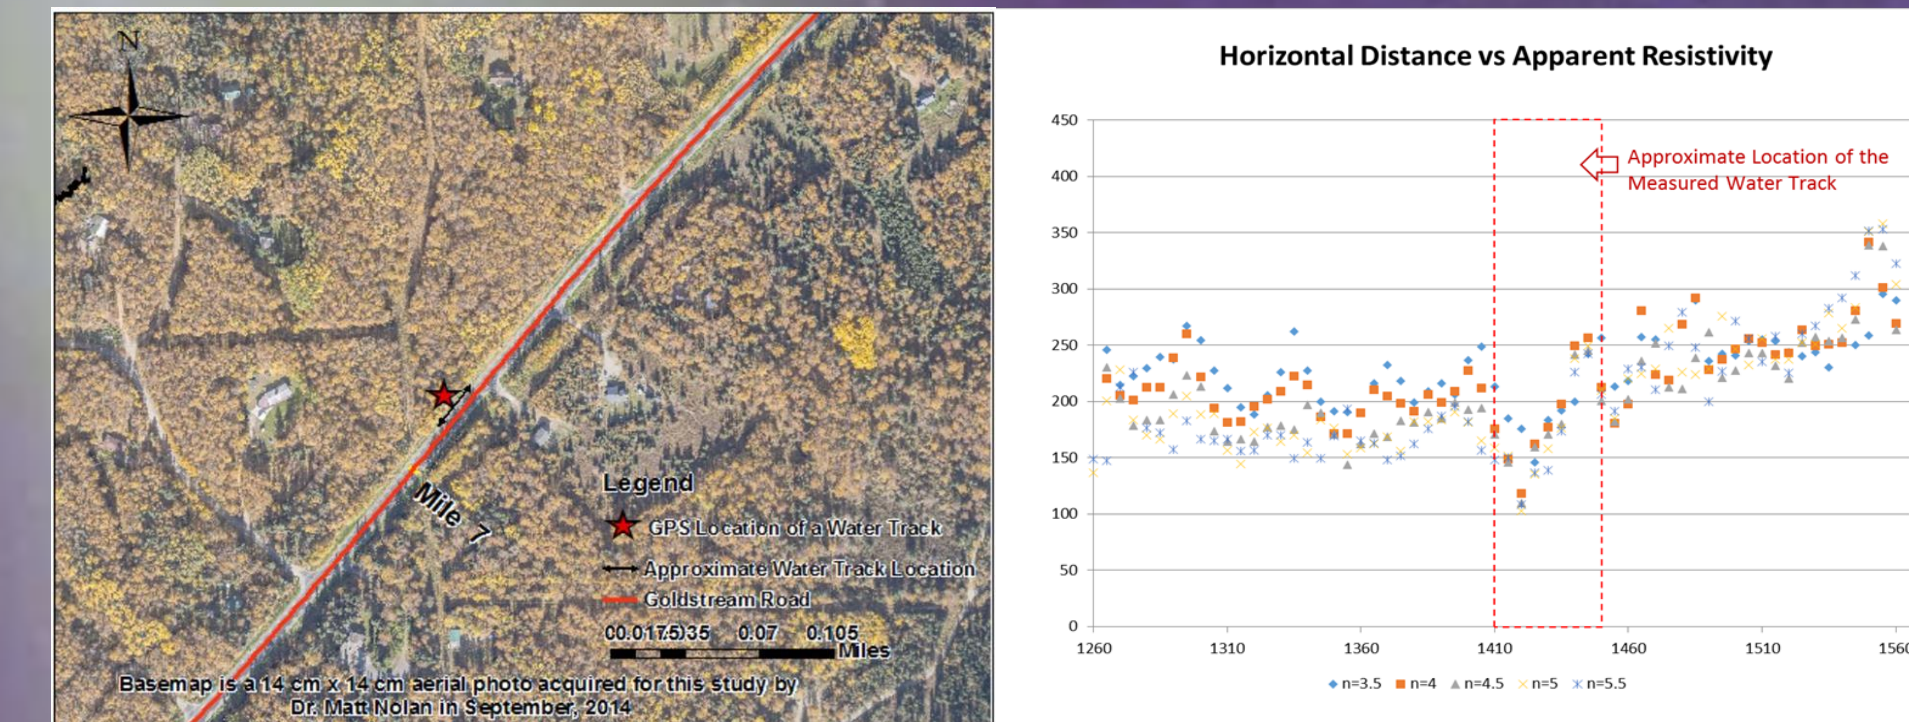 N
Mile 7
Legend
GPS Location of a Water Track
Approximate Water Track Location
Goldstream Road
0.07 0.105
Miles
Basemap is a 14 cm x 14 cm aerial photo acquired for this study by
Dr. Matt Nolan in September, 2014
Horizontal Distance vs Apparent Resistivity
450
400
350
300
250
200
150
100
50
0
Approximate Location of the
Measured Water Track
1260 1310 1360 1410 1460 1510 1560
n=3.5 n=4 n=4.5 n=5 n=5.5